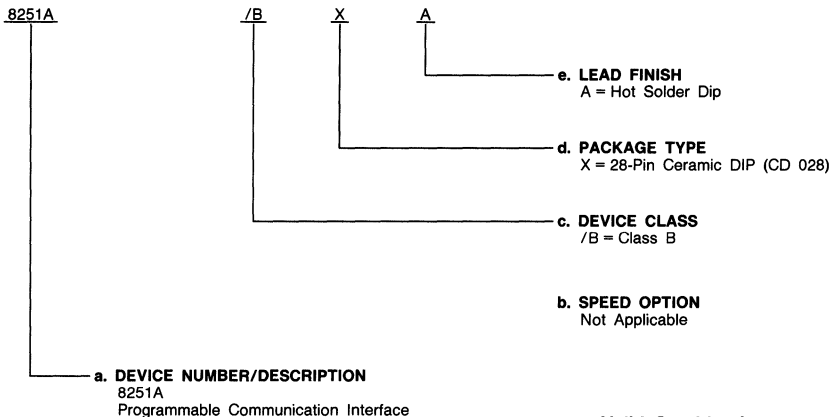 8251A /B X A
e. LEAD FINISH
A = Hot Solder Dip
d. PACKAGE TYPE
X = 28-Pin Ceramic DIP (CD 028)
c. DEVICE CLASS
/B = Class B
b. SPEED OPTION
Not Applicable
a. DEVICE NUMBER/DESCRIPTION
8251A
Programmable Communication Interface